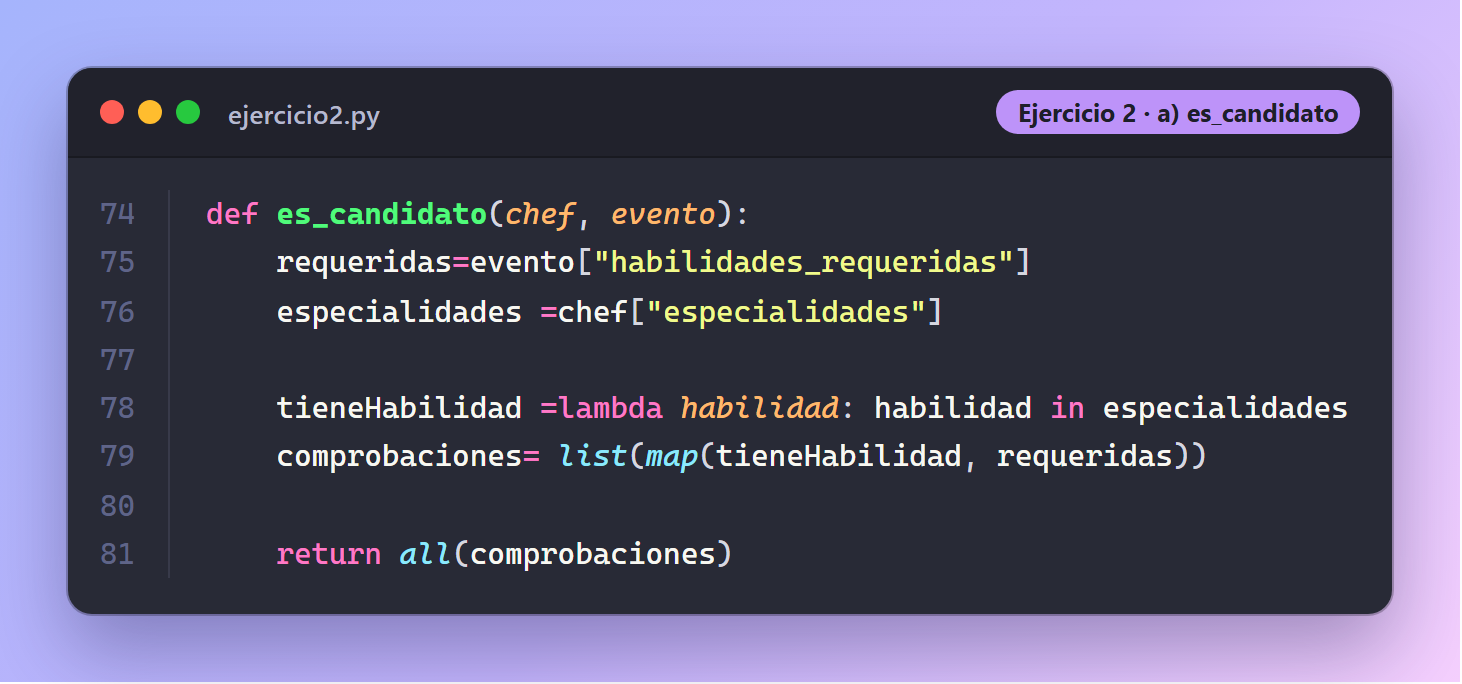 ejercicio2.py
Ejercicio 2 · a) es_candidato
74 def es_candidato(chef, evento):
75     requeridas=evento["habilidades_requeridas"]
76     especialidades =chef["especialidades"]
77
78     tieneHabilidad =lambda habilidad: habilidad in especialidades
79     comprobaciones= list(map(tieneHabilidad, requeridas))
80
81     return all(comprobaciones)